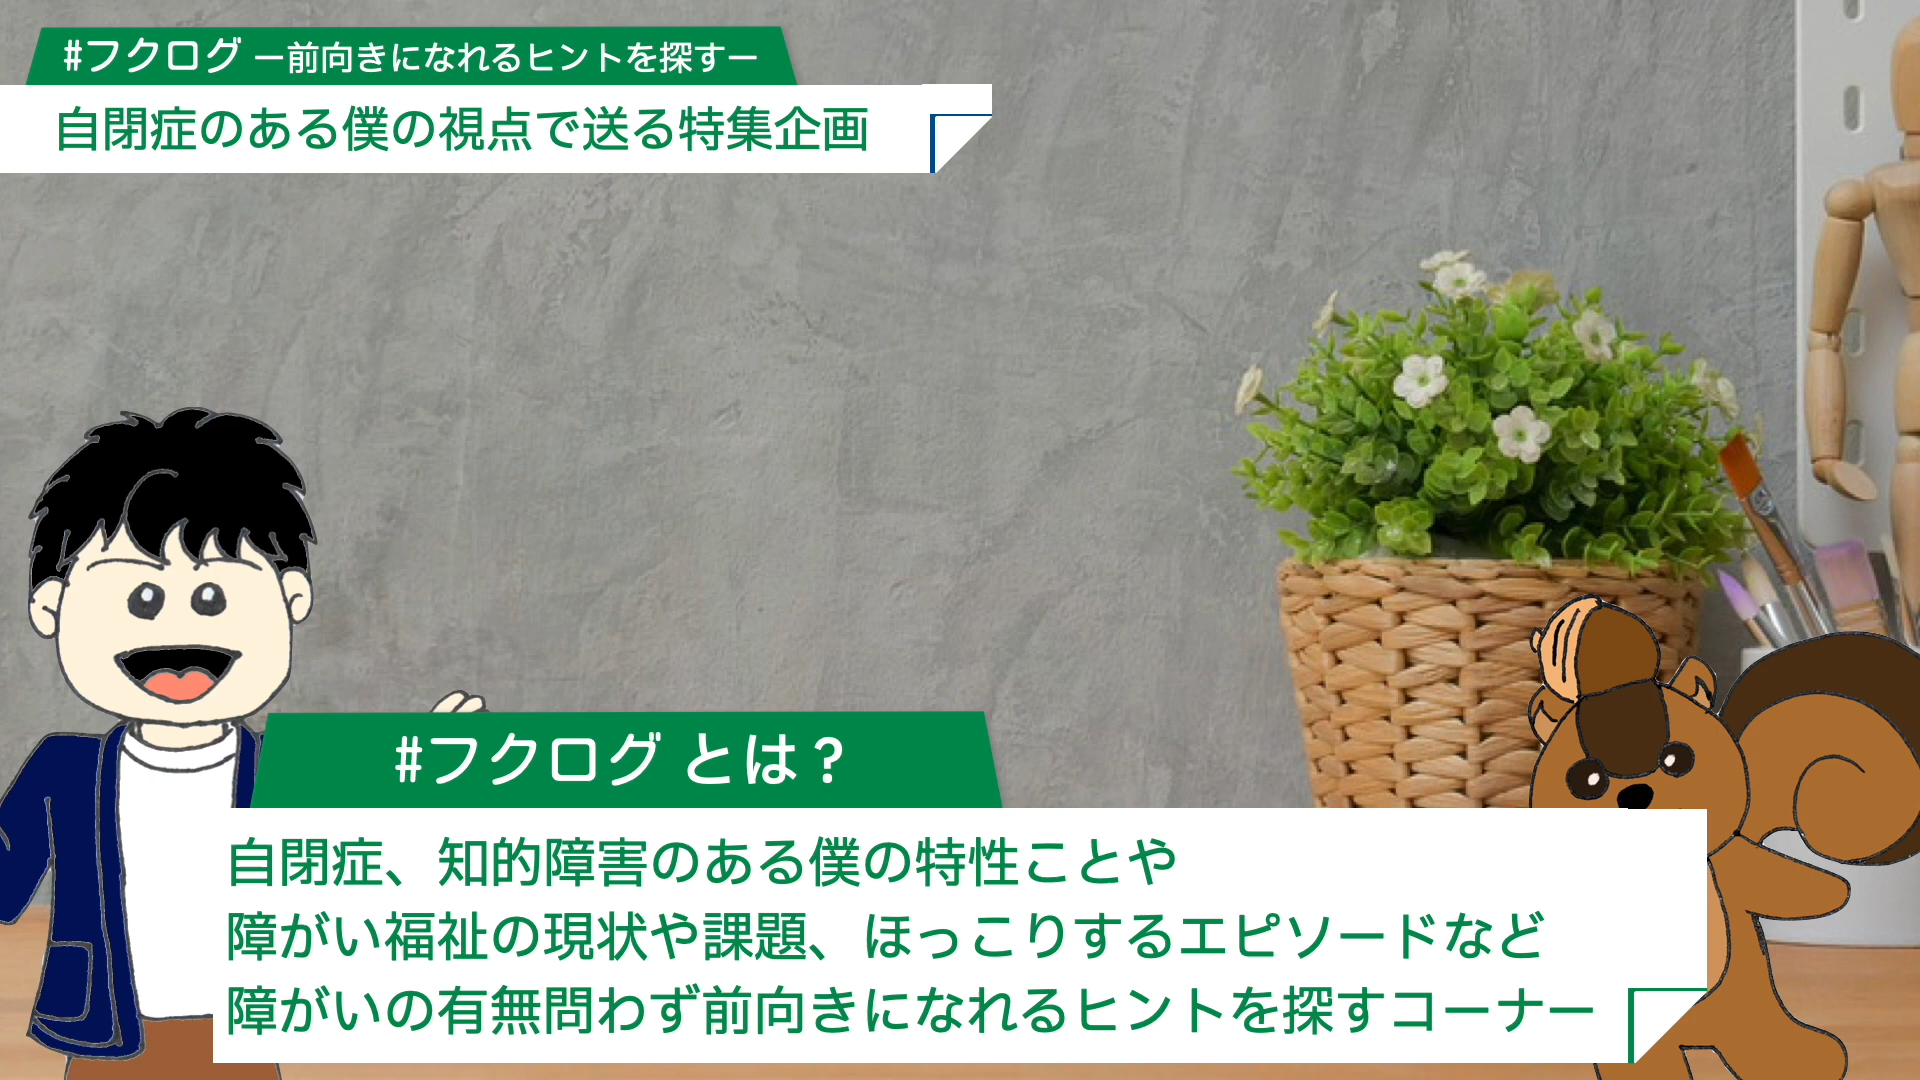 #フクログ ー前向きになれるヒントを探すー
自閉症のある僕の視点で送る特集企画
#フクログ とは？
自閉症、知的障害のある僕の特性ことや
障がい福祉の現状や課題、ほっこりするエピソードなど
障がいの有無問わず前向きになれるヒントを探すコーナー